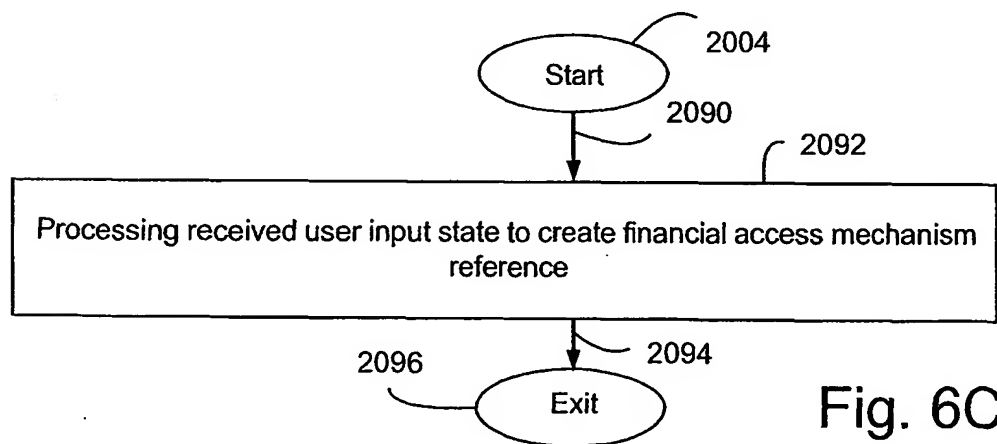 2004
Start
2090
2092
Processing received user input state to create financial access mechanism
reference
2094
2096
Exit
Fig. 6C